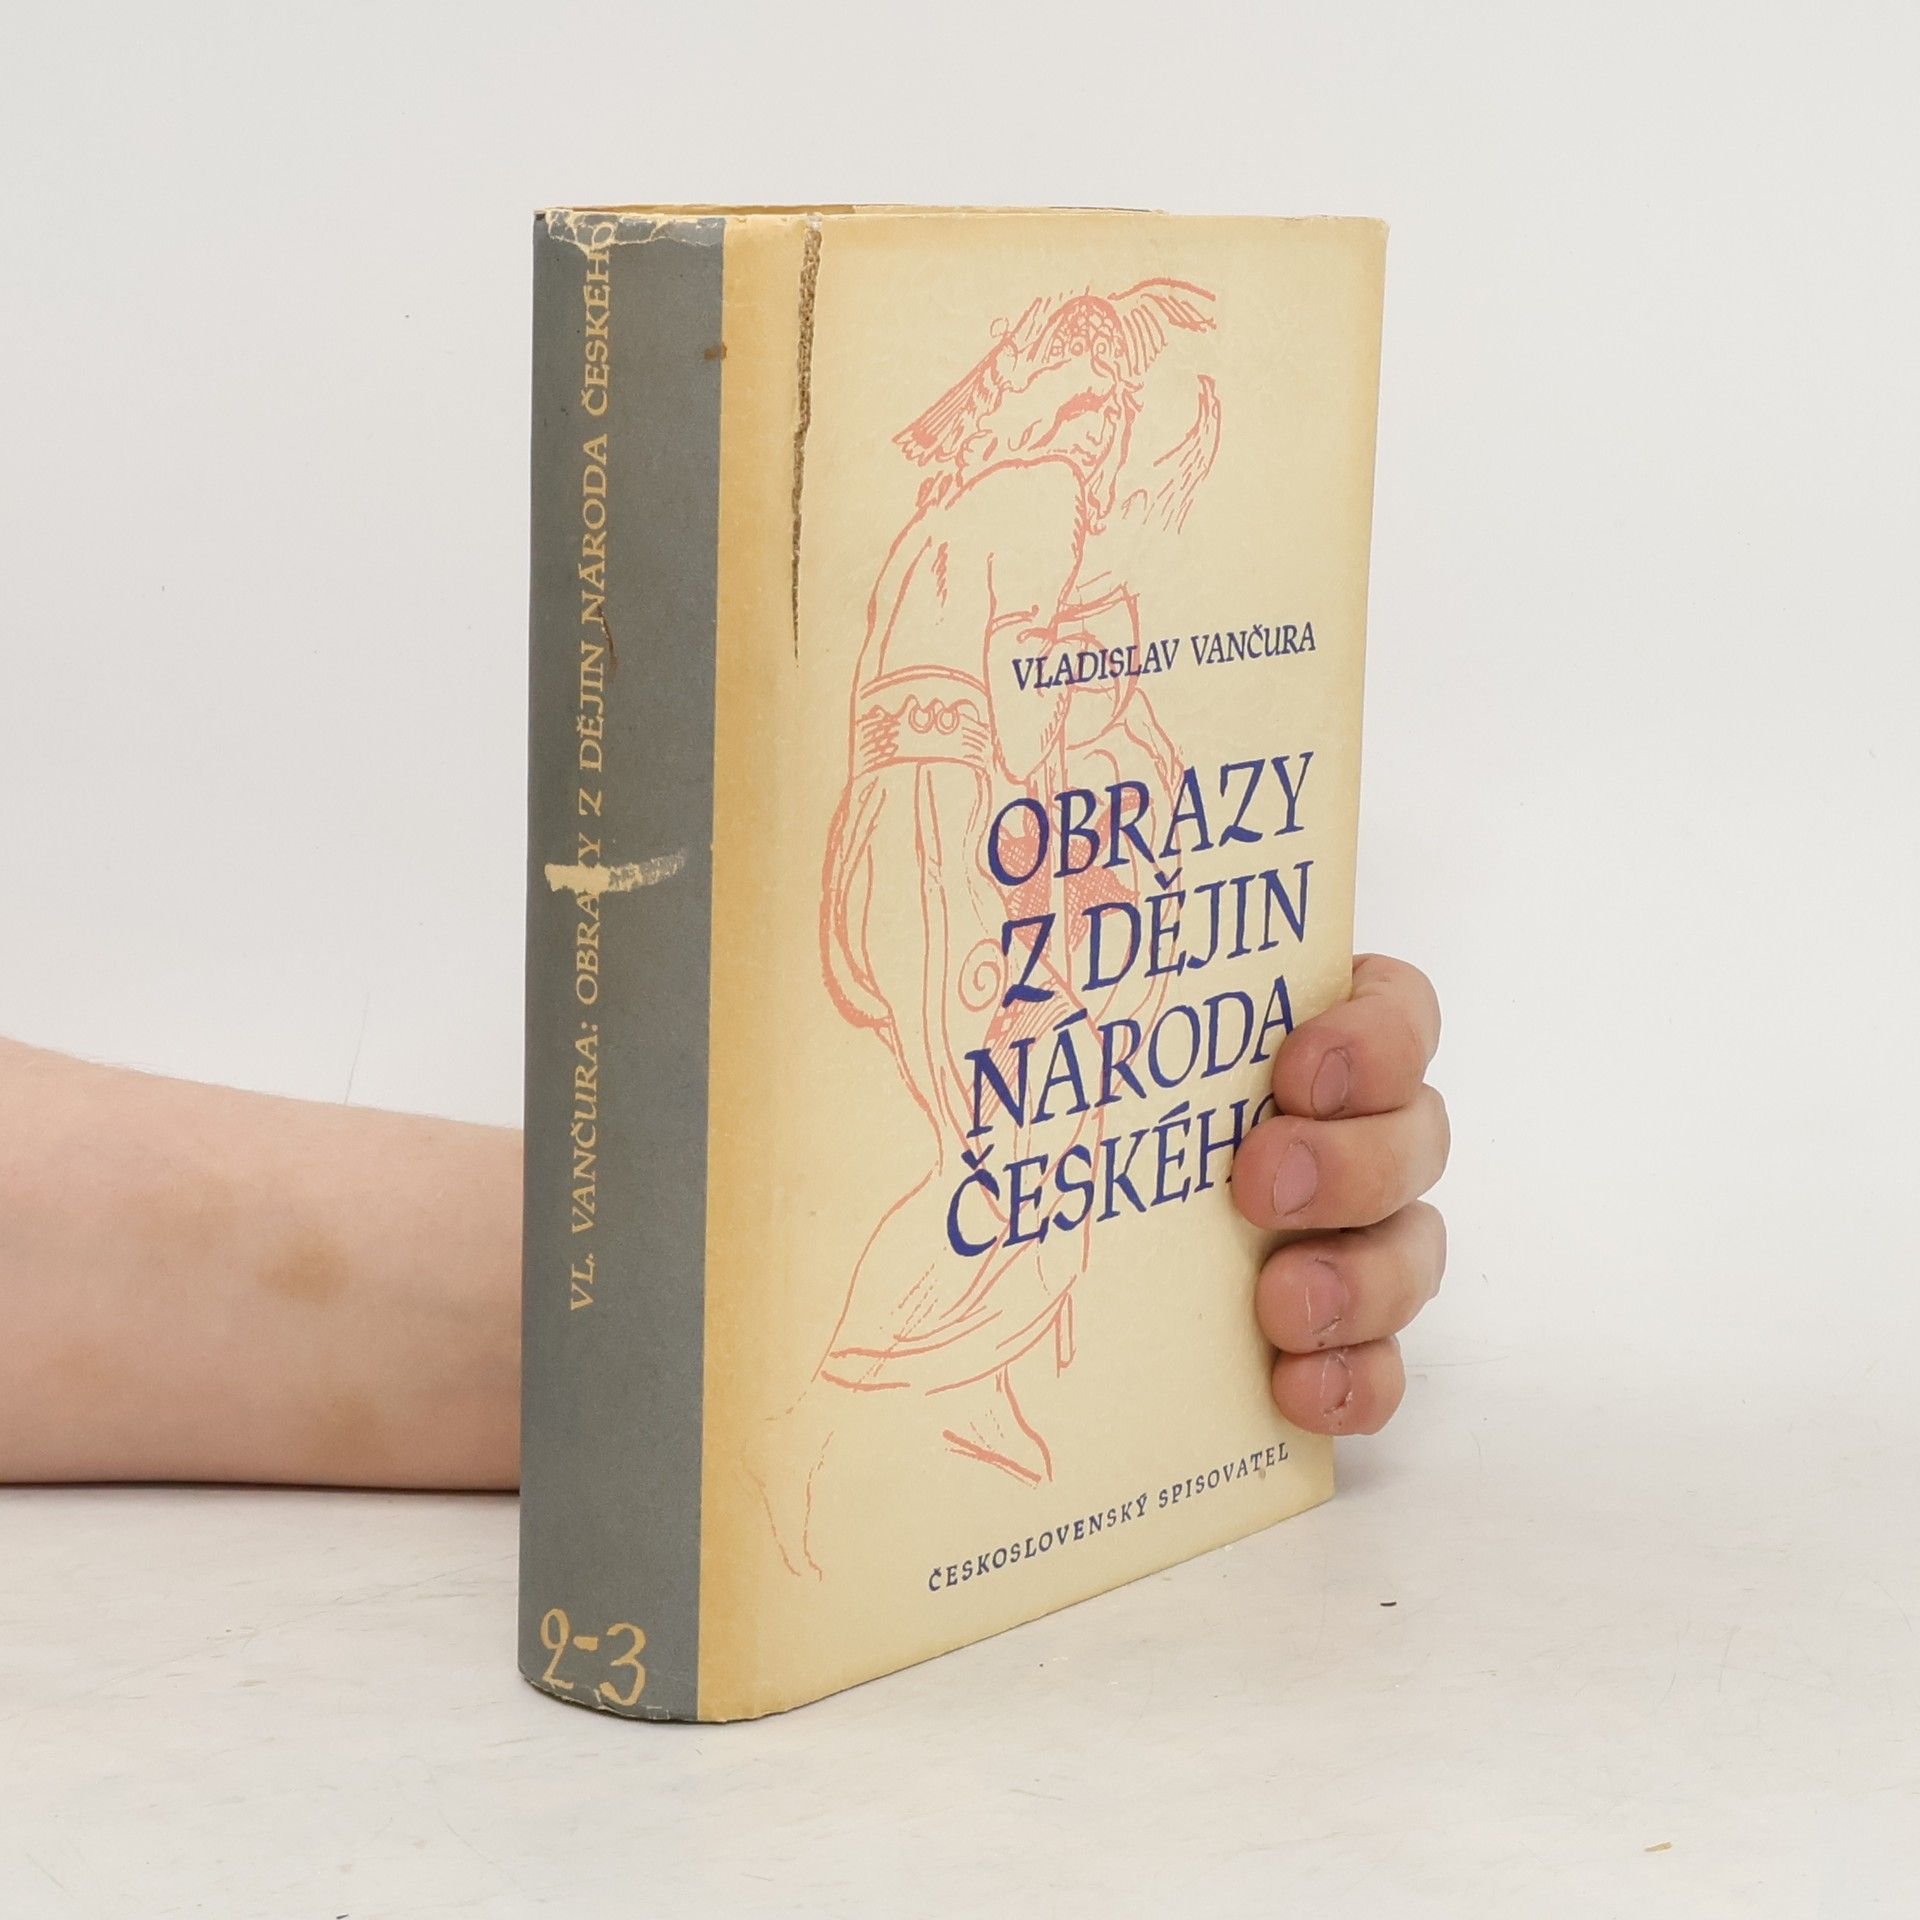 VL. VANČURA: OBRAZY Z DĚJIN NÁRODA ČESKÉHO
2-3
VLADISLAV VANČURA
OBRAZY
Z DĚJIN
NÁRODA
ČESKÉHO
ČESKOSLOVENSKÝ SPISOVATEL